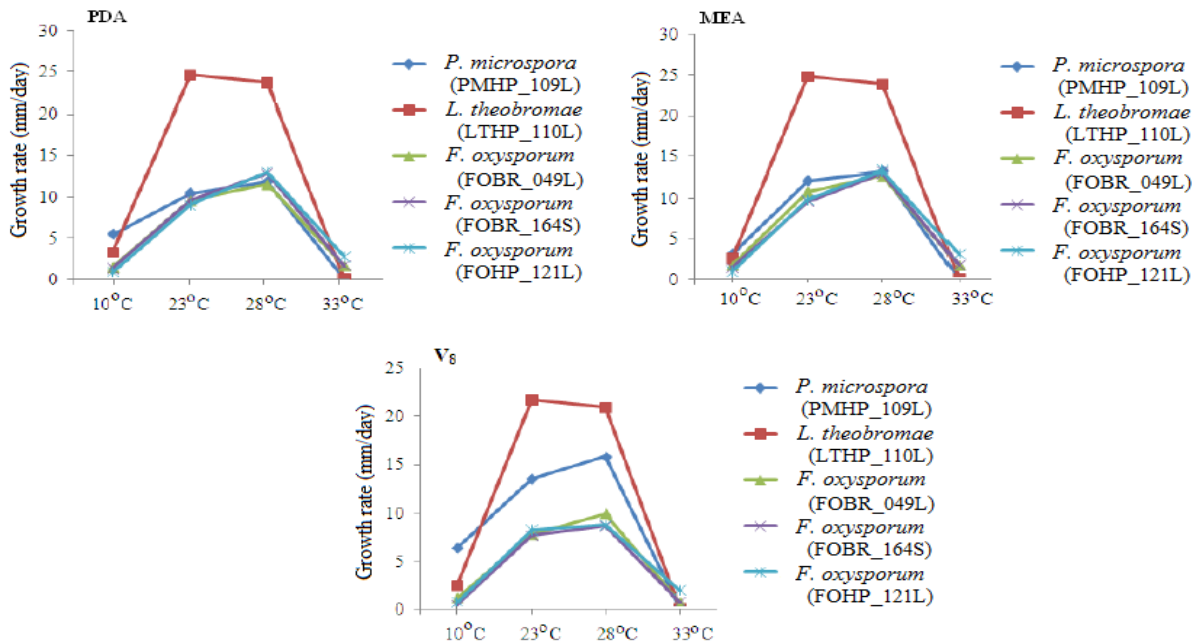 PDA
Growth rate (mm/day)
30
25
20
15
10
5
0
10°C 23°C 28°C 33°C
P. microspora
(PMHP_109L)
L. theobromae
(LTHP_110L)
F. oxysporum
(FOBR_049L)
F. oxysporum
(FOBR_164S)
F. oxysporum
(FOHP_121L)
MEA
Growth rate (mm/day)
30
25
20
15
10
5
0
10°C 23°C 28°C 33°C
P. microspora
(PMHP_109L)
L. theobromae
(LTHP_110L)
F. oxysporum
(FOBR_049L)
F. oxysporum
(FOBR_164S)
F. oxysporum
(FOHP_121L)
V₈
Growth rate (mm/day)
25
20
15
10
5
0
10°C 23°C 28°C 33°C
P. microspora
(PMHP_109L)
L. theobromae
(LTHP_110L)
F. oxysporum
(FOBR_049L)
F. oxysporum
(FOBR_164S)
F. oxysporum
(FOHP_121L)